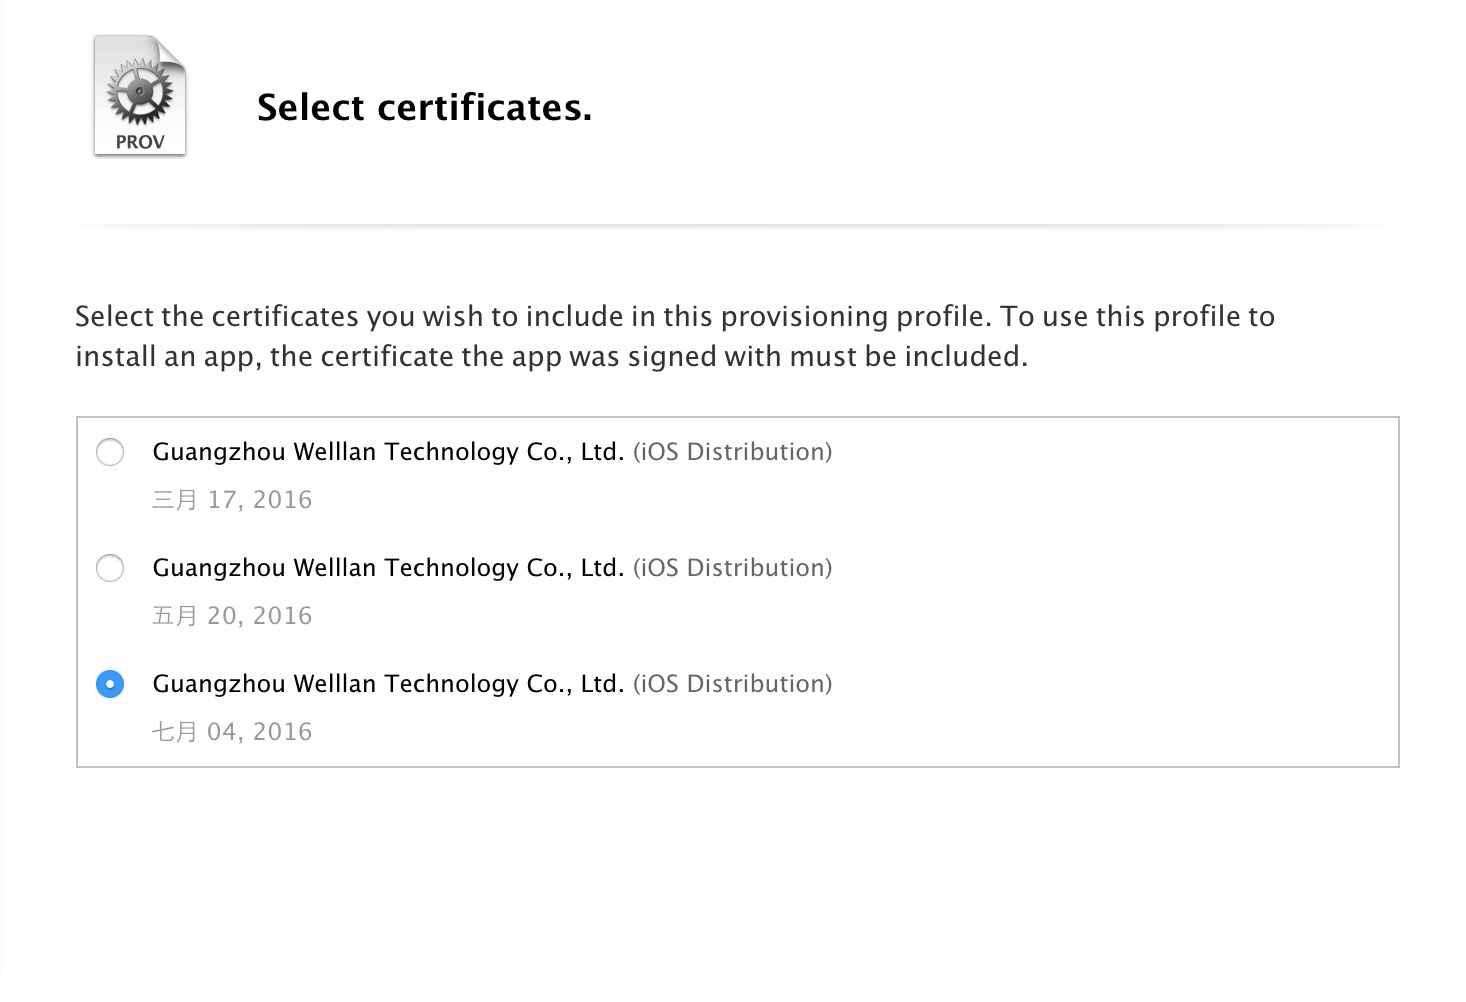 PROV
Select certificates.
Select the certificates you wish to include in this provisioning profile. To use this profile to
install an app, the certificate the app was signed with must be included.
Guangzhou Welllan Technology Co., Ltd. (iOS Distribution)
三月 17, 2016
Guangzhou Welllan Technology Co., Ltd. (iOS Distribution)
五月 20, 2016
Guangzhou Welllan Technology Co., Ltd. (iOS Distribution)
七月 04, 2016